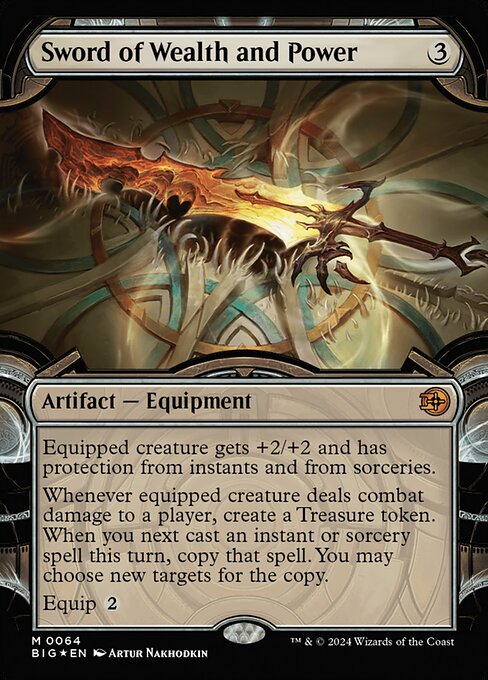 Sword of Wealth and Power 3
Artifact — Equipment
Equipped creature gets +2/+2 and has
protection from instants and from sorceries.
Whenever equipped creature deals combat
damage to a player, create a Treasure token.
When you next cast an instant or sorcery
spell this turn, copy that spell. You may
choose new targets for the copy.
Equip 2
M 0064
BIG★EN Artur Nakhodkin
™ & © 2024 Wizards of the Coast